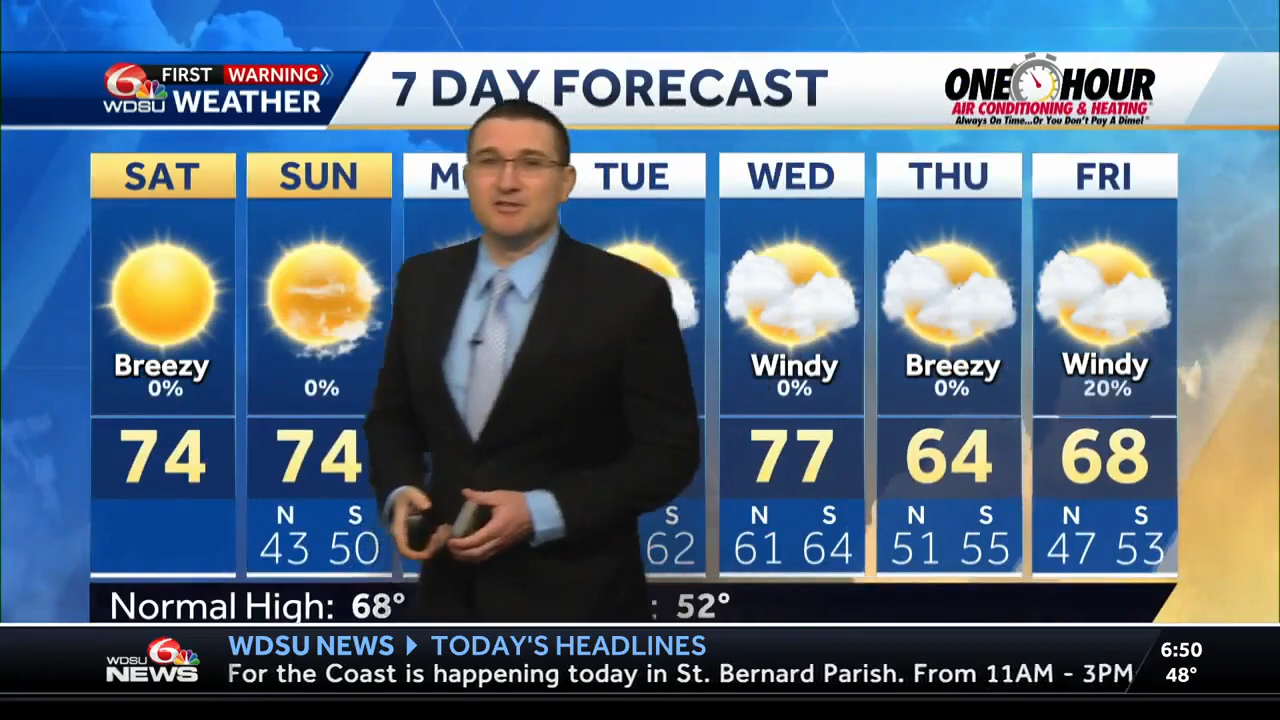 6 WDSU FIRST WARNING WEATHER
7 DAY FORECAST
ONE HOUR
AIR CONDITIONING & HEATING
Always On Time...Or You Don't Pay A Dime!
SAT SUN TUE WED THU FRI
Breezy Windy Breezy Windy
0% 0% 0% 0% 20%
74 74 77 64 68
N S S N S N S N S
43 50 62 61 64 51 55 47 53
Normal High: 68° : 52°
WDSU 6 NEWS
WDSU NEWS TODAY'S HEADLINES
For the Coast is happening today in St. Bernard Parish. From 11AM - 3PM
6:50
48°